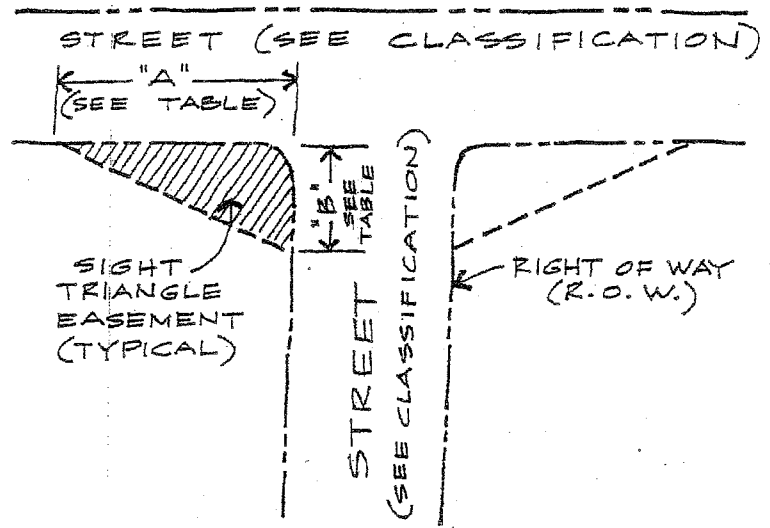 STREET (SEE CLASSIFICATION)
"A"
(SEE TABLE)
"B"
SEE
TABLE
SIGHT
TRIANGLE
EASEMENT
(TYPICAL)
STREET
(SEE CLASSIFICATION)
RIGHT OF WAY
(R.O.W.)